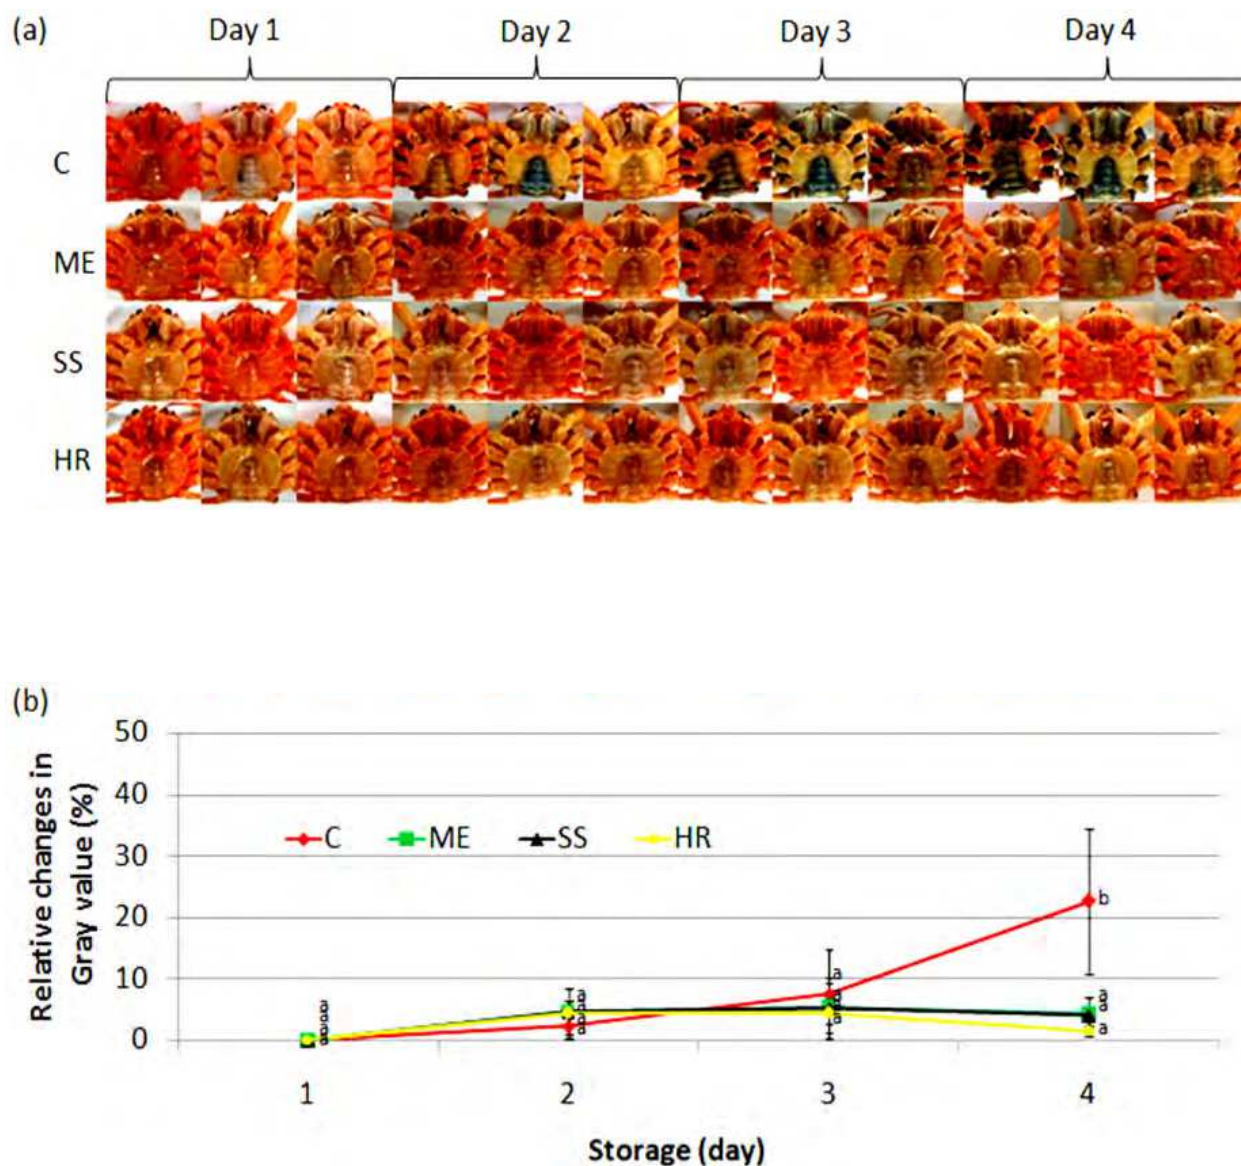 (a) Day 1 Day 2 Day 3 Day 4
C
ME
SS
HR
(b)
Relative changes in
Gray value (%)
50
40
30
20
10
0
C ME SS HR
a
a
a
a
a
a
a
a
a
a
a
b
a
a
a
1 2 3 4
Storage (day)